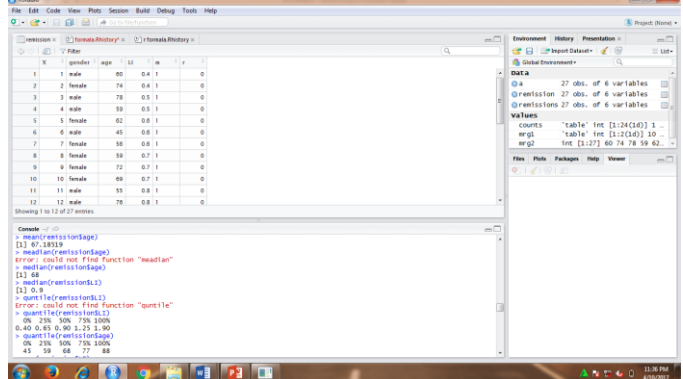 File Edit Code View Plots Session Build Debug Tools Help
Go to file/function
Project: (None)
remission × formala.Rhistory* × r formala.Rhistory ×
Filter
X gender age LI m r
1 1 male 60 0.4 1 0
2 2 female 74 0.4 1 0
3 3 male 78 0.5 1 0
4 4 male 59 0.5 1 0
5 5 female 62 0.6 1 0
6 6 male 45 0.6 1 0
7 7 female 56 0.6 1 0
8 8 female 59 0.7 1 0
9 9 female 72 0.7 1 0
10 10 female 69 0.7 1 0
11 11 male 55 0.8 1 0
12 12 male 76 0.8 1 0
Showing 1 to 12 of 27 entries
Console ~/
> mean(remission$age)
[1] 67.18519
> meadian(remission$age)
Error: could not find function "meadian"
> median(remission$age)
[1] 68
> median(remission$LI)
[1] 0.9
> quntile(remission$LI)
Error: could not find function "quntile"
> quantile(remission$LI)
0% 25% 50% 75% 100%
0.40 0.65 0.90 1.25 1.90
> quantile(remission$age)
0% 25% 50% 75% 100%
45 59 68 77 88
Environment History Presentation
Import Dataset List
Global Environment
Data
a 27 obs. of 6 variables
remission 27 obs. of 6 variables
remissions 27 obs. of 6 variables
Values
counts 'table' int [1:24(1d)] 1 ..
mrg1 'table' int [1:2(1d)] 10 ..
mrg2 int [1:27] 60 74 78 59 62..
Files Plots Packages Help Viewer
11:36 PM
6/10/2017